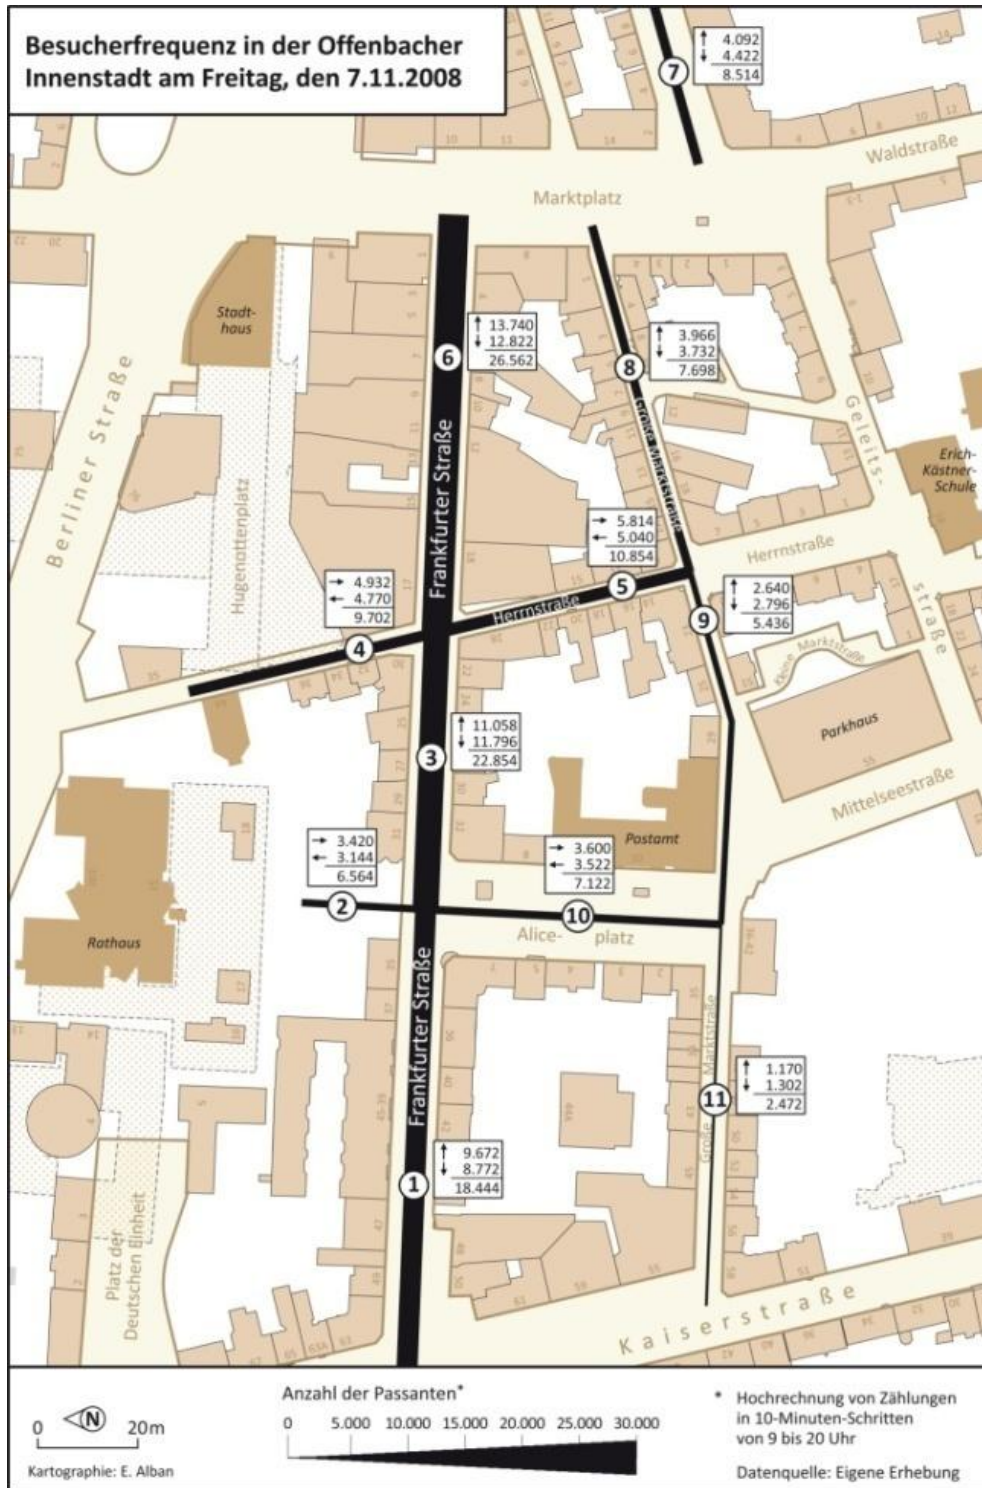 Besucherfrequenz in der Offenbacher
Innenstadt am Freitag, den 7.11.2008
↑ 4.092
↓ 4.422
8.514
7
Waldstraße
Marktplatz
Stadt-
haus
↑ 13.740
↓ 12.822
26.562
6
↑ 3.966
↓ 3.732
7.698
8
Berliner Straße
Hugenottenplatz
Frankfurter Straße
Große Marktstraße
Geleits-
straße
Erich-
Kästner-
Schule
→ 5.814
← 5.040
10.854
5
Herrnstraße
Herrnstraße
→ 4.932
← 4.770
9.702
4
↑ 2.640
↓ 2.796
5.436
9
Kleine Marktstraße
Parkhaus
Mittelseestraße
↑ 11.058
↓ 11.796
22.854
3
Postamt
→ 3.420
← 3.144
6.564
2
→ 3.600
← 3.522
7.122
10
Alice- platz
Rathaus
Frankfurter Straße
Große Marktstraße
↑ 1.170
↓ 1.302
2.472
11
↑ 9.672
↓ 8.772
18.444
1
Platz der
Deutschen Einheit
Kaiserstraße
Anzahl der Passanten*
0 5.000 10.000 15.000 20.000 25.000 30.000
N
0 20m
Kartographie: E. Alban
* Hochrechnung von Zählungen
in 10-Minuten-Schritten
von 9 bis 20 Uhr
Datenquelle: Eigene Erhebung